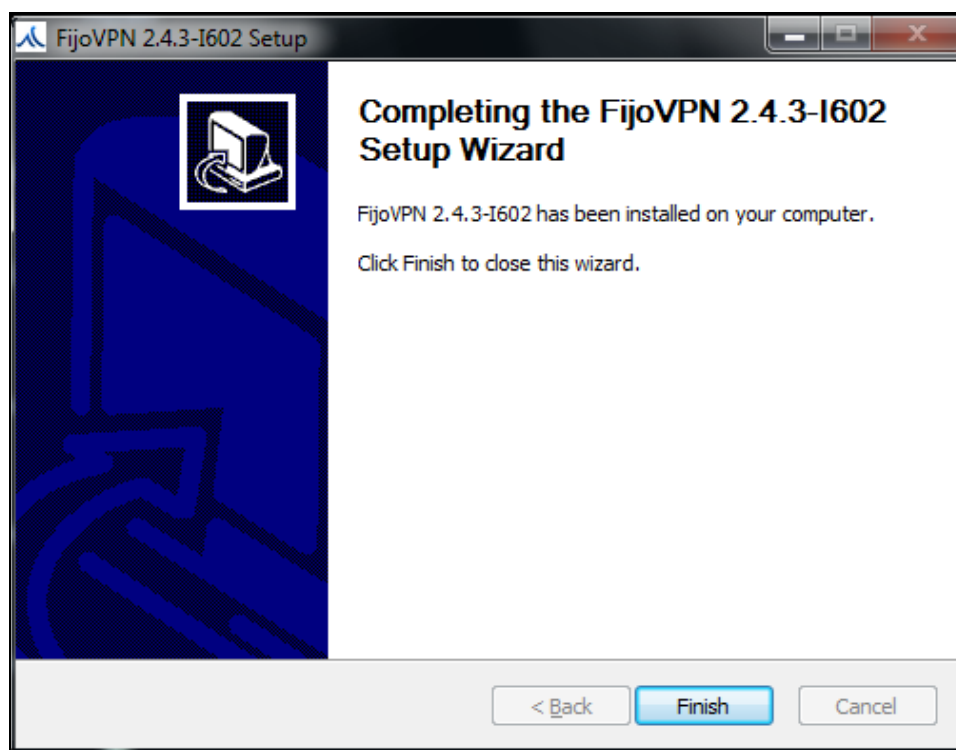 FijoVPN 2.4.3-I602 Setup
Completing the FijoVPN 2.4.3-I602
Setup Wizard
FijoVPN 2.4.3-I602 has been installed on your computer.
Click Finish to close this wizard.
< Back
Finish
Cancel